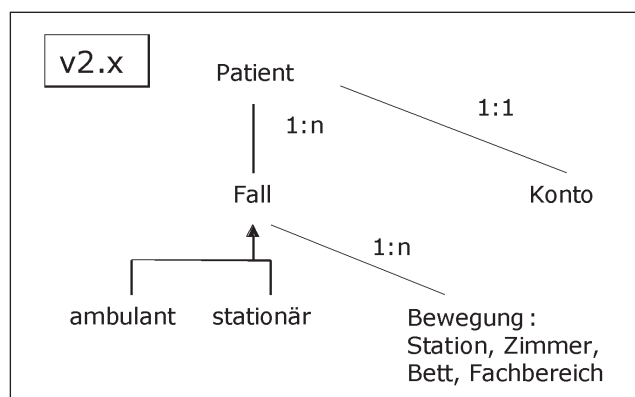 v2.x
Patient
1:1
1:n
Fall
Konto
1:n
ambulant
stationär
Bewegung :
Station, Zimmer,
Bett, Fachbereich